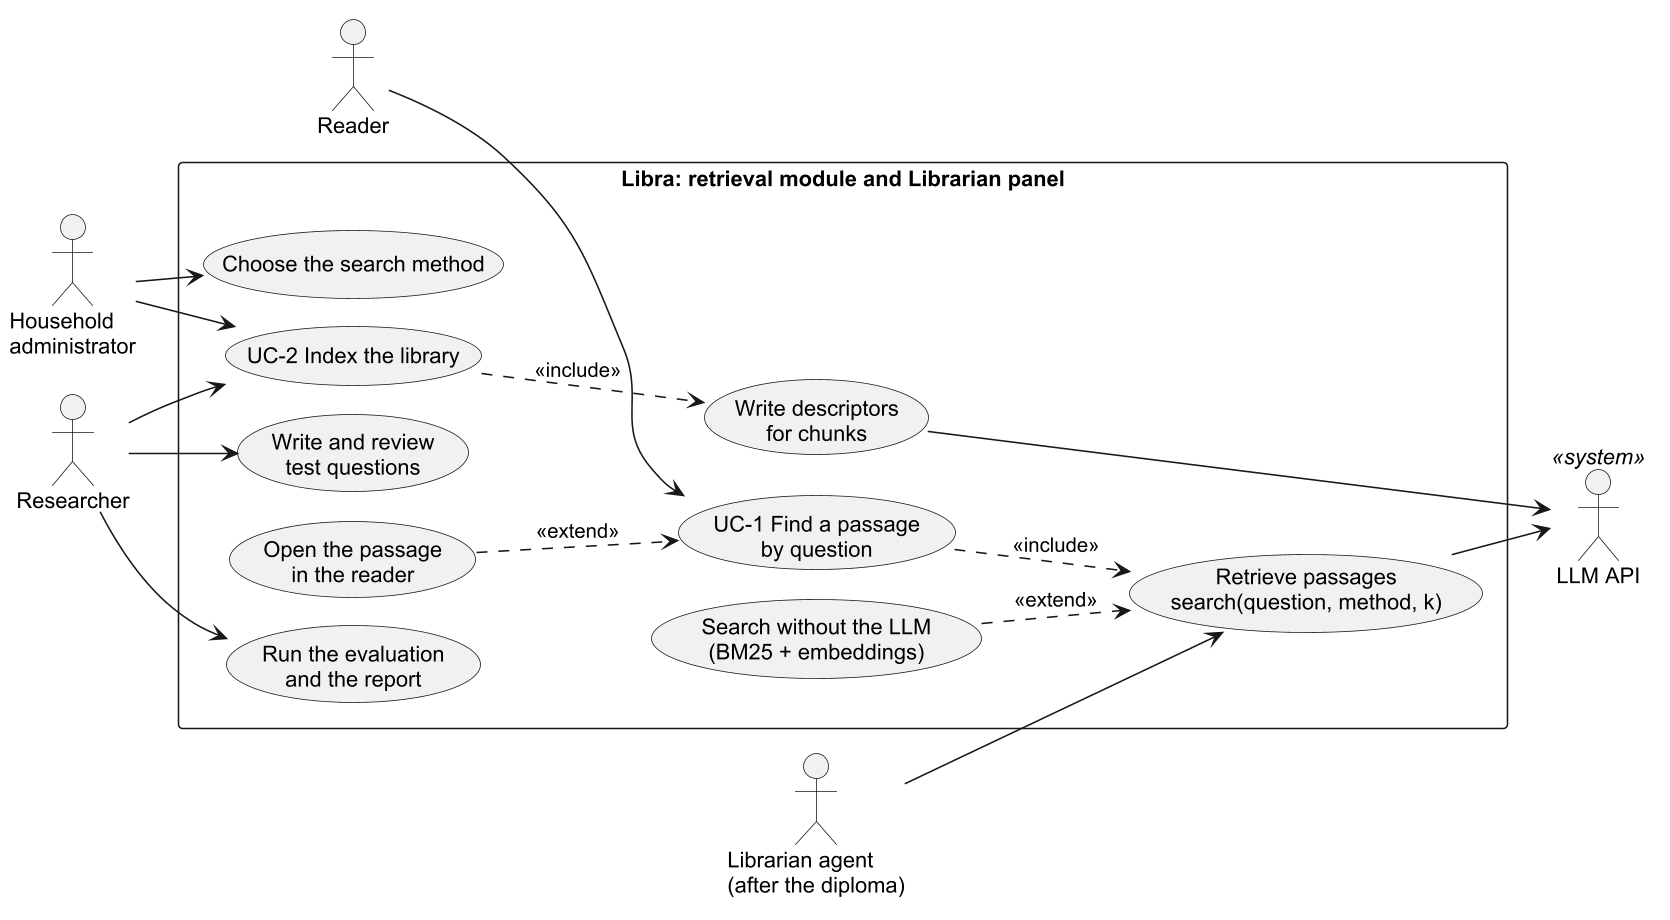 Reader
Libra: retrieval module and Librarian panel
Choose the search method
Household
administrator
UC-2 Index the library
«include»
Write descriptors
for chunks
Write and review
test questions
Researcher
«system»
LLM API
UC-1 Find a passage
by question
Open the passage
in the reader
«extend»
«include»
Retrieve passages
search(question, method, k)
«extend»
Search without the LLM
(BM25 + embeddings)
Run the evaluation
and the report
Librarian agent
(after the diploma)